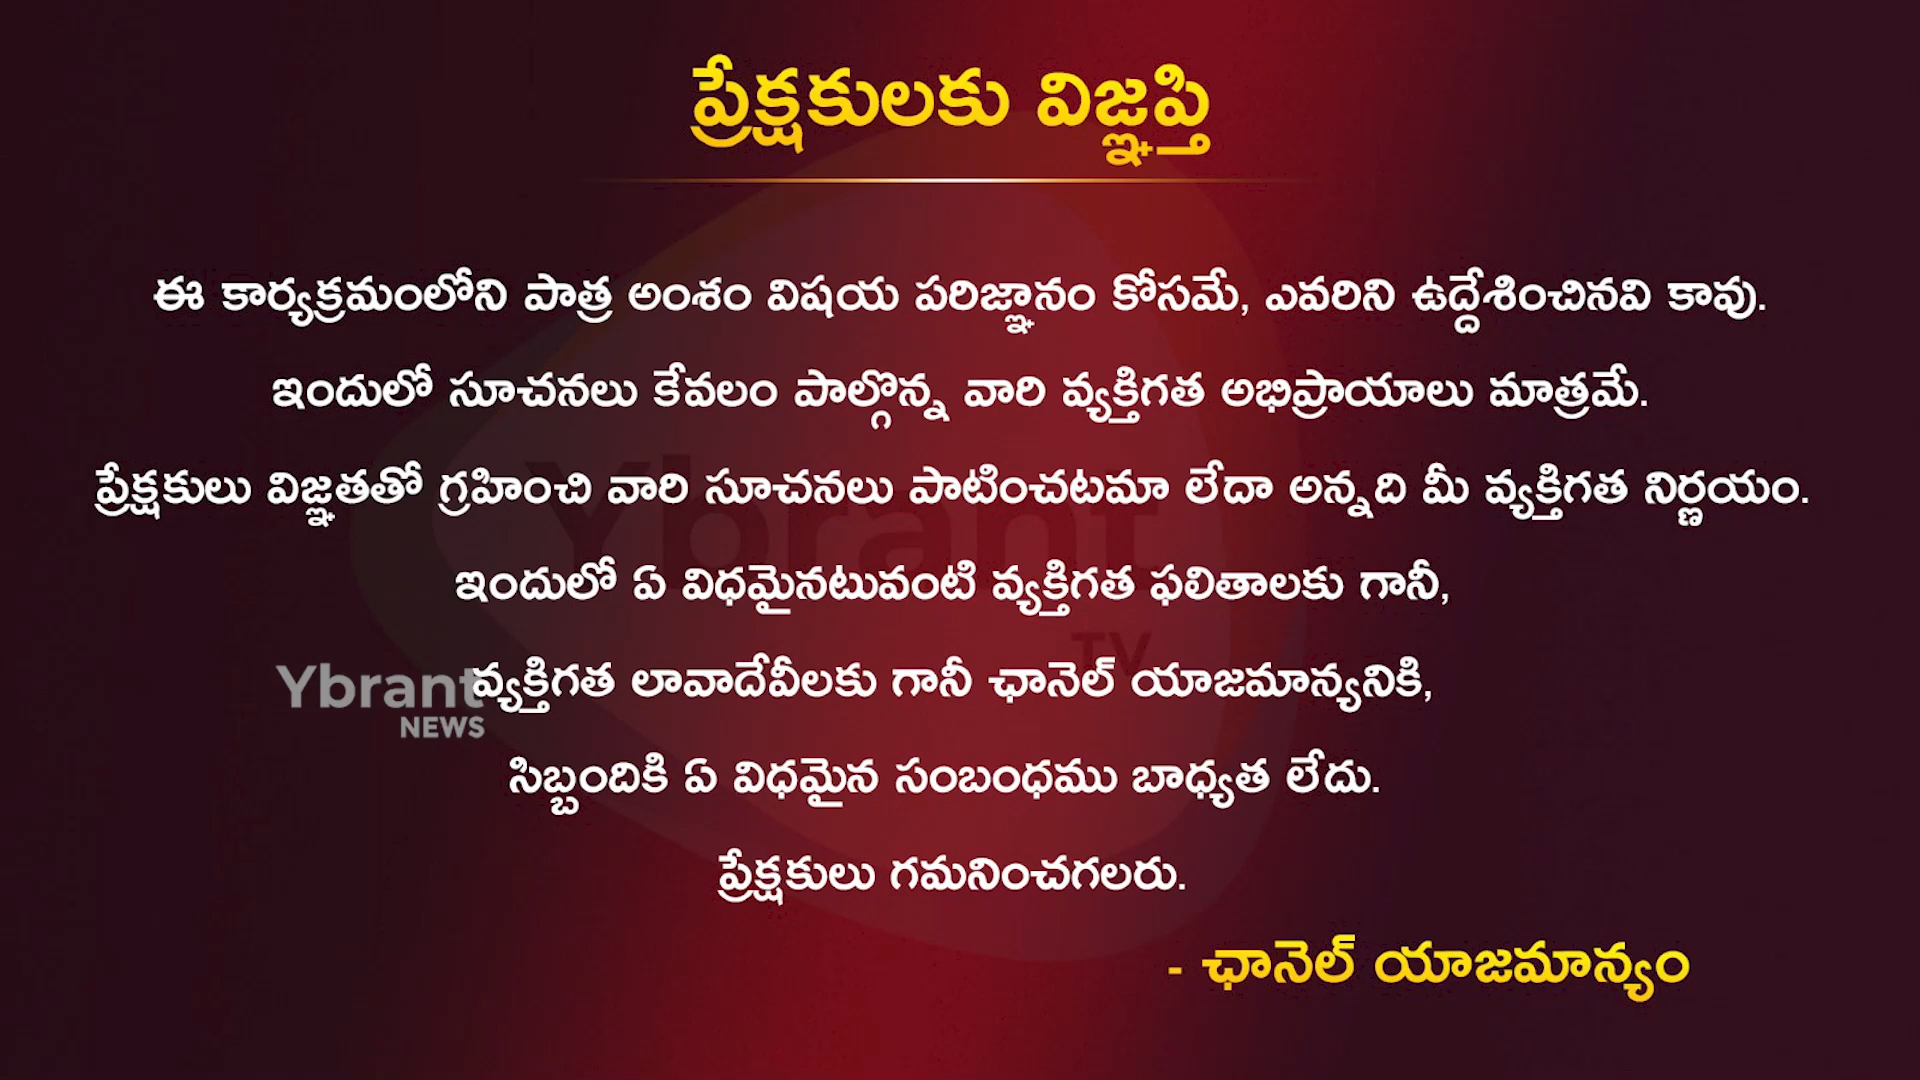 ప్రేక్షకులకు విజ్ఞప్తి
ఈ కార్యక్రమంలోని పాత్ర అంశం విషయ పరిజ్ఞానం కోసమే, ఎవరిని ఉద్దేశించినవి కావు.
ఇందులో సూచనలు కేవలం పాల్గొన్న వారి వ్యక్తిగత అభిప్రాయాలు మాత్రమే.
ప్రేక్షకులు విజ్ఞతతో గ్రహించి వారి సూచనలు పాటించటమా లేదా అన్నది మీ వ్యక్తిగత నిర్ణయం.
ఇందులో ఏ విధమైనటువంటి వ్యక్తిగత ఫలితాలకు గానీ,
వ్యక్తిగత లావాదేవీలకు గానీ ఛానెల్ యాజమాన్యనికి,
సిబ్బందికి ఏ విధమైన సంబంధము బాధ్యత లేదు.
ప్రేక్షకులు గమనించగలరు.
- ఛానెల్ యాజమాన్యం
Ybrant
NEWS
Ybrant
TV